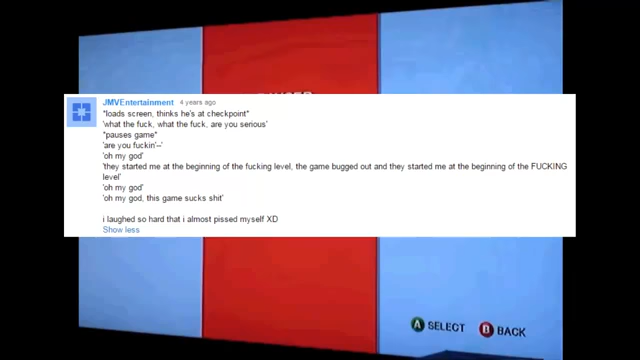 JMVEntertainment 4 years ago
*loads screen, thinks he's at checkpoint*
'what the fuck, what the fuck, are you serious'
*pauses game*
'are you fuckin'--'
'oh my god'
'they started me at the beginning of the fucking level, the game bugged out and they started me at the beginning of the FUCKING
level'
'oh my god'
'oh my god, this game sucks shit'
i laughed so hard that i almost pissed myself XD
Show less
A SELECT B BACK